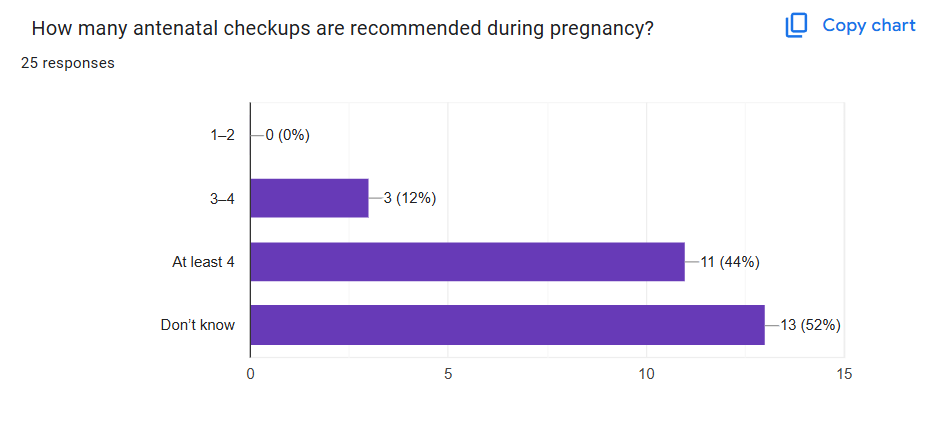 How many antenatal checkups are recommended during pregnancy?
Copy chart
25 responses
1–2
0 (0%)
3–4
3 (12%)
At least 4
11 (44%)
Don’t know
13 (52%)
0
5
10
15